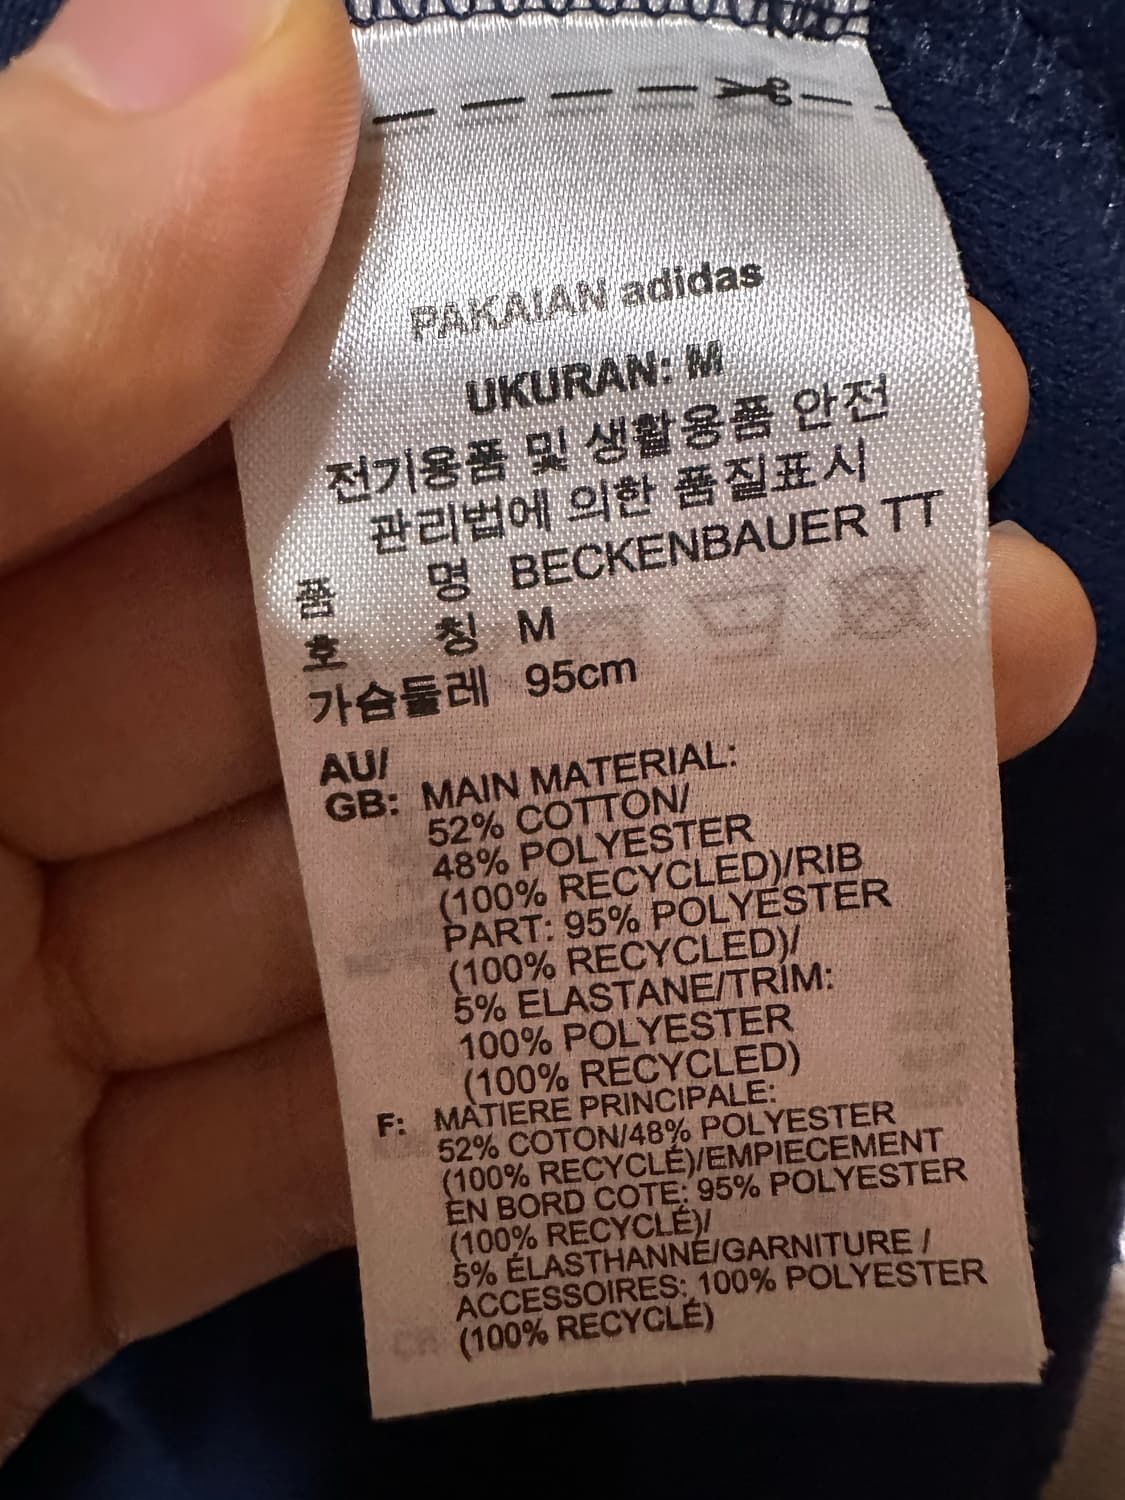 PAKAIAN adidas
UKURAN: M
전기용품 및 생활용품 안전
관리법에 의한 품질표시
품 명 BECKENBAUER TT
호 칭 M
가슴둘레 95cm
AU/
GB: MAIN MATERIAL:
52% COTTON/
48% POLYESTER
(100% RECYCLED)/RIB
PART: 95% POLYESTER
(100% RECYCLED)/
5% ELASTANE/TRIM:
100% POLYESTER
(100% RECYCLED)
F: MATIERE PRINCIPALE:
52% COTON/48% POLYESTER
(100% RECYCLÉ)/EMPIECEMENT
EN BORD COTE: 95% POLYESTER
(100% RECYCLÉ)/
5% ÉLASTHANNE/GARNITURE /
ACCESSOIRES: 100% POLYESTER
(100% RECYCLÉ)